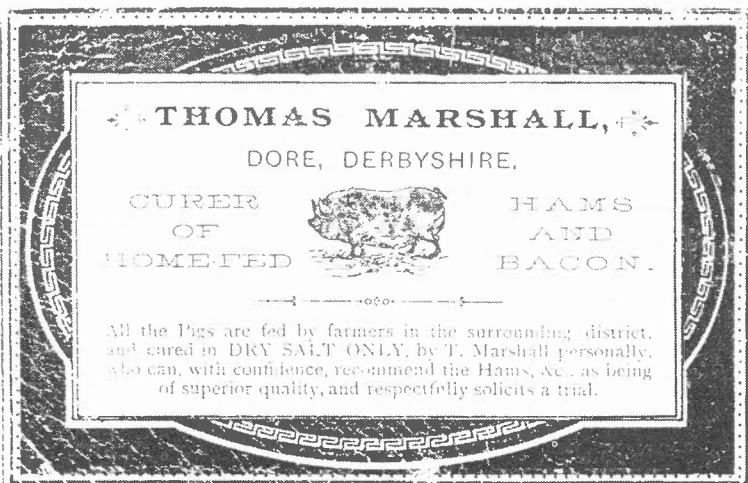 THOMAS MARSHALL,
DORE, DERBYSHIRE.
CURER
OF
HOME-FED
HAMS
AND
BACON.
All the Pigs are fed by farmers in the surrounding district,
and cured in DRY SALT ONLY, by T. Marshall personally,
who can, with confidence, recommend the Hams, &c., as being
of superior quality, and respectfully solicits a trial.